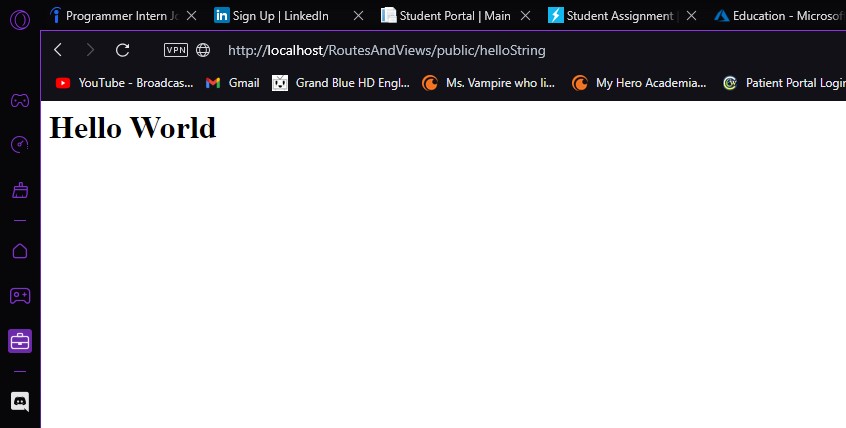 Programmer Intern Jo Sign Up | LinkedIn Student Portal | Main Student Assignment | Education - Microsof
VPN http://localhost/RoutesAndViews/public/helloString
YouTube - Broadcas... Gmail Grand Blue HD Engl... Ms. Vampire who li... My Hero Academia... Patient Portal Login
Hello World